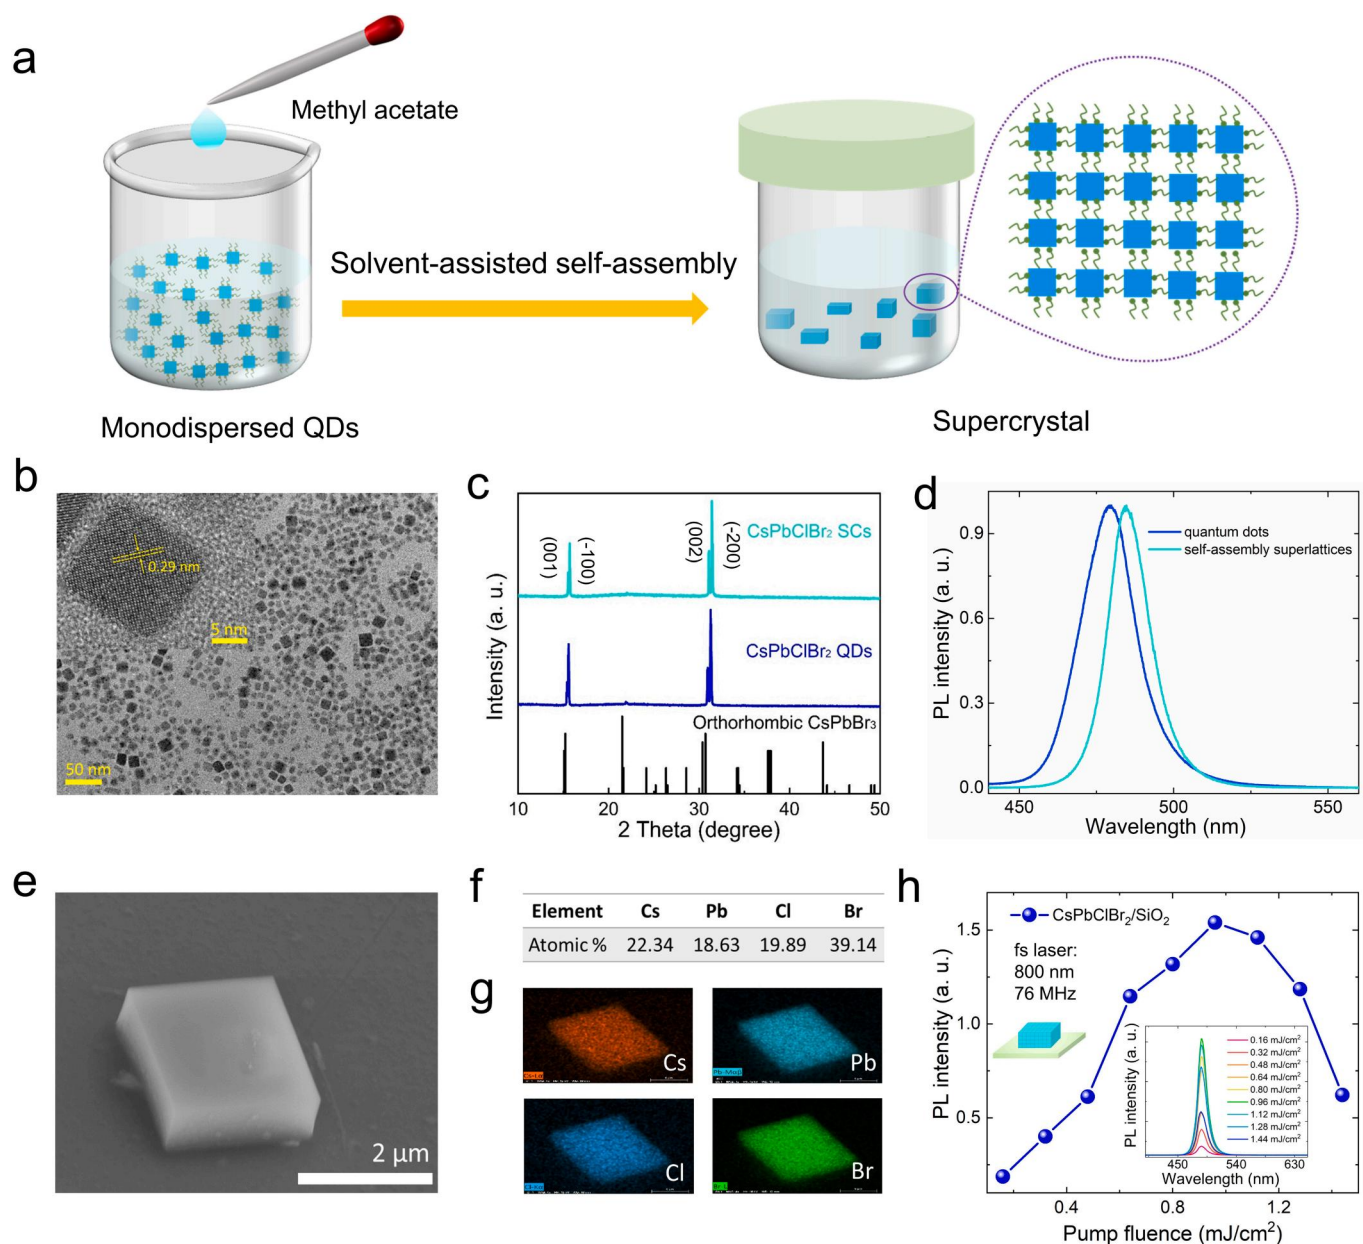 a
Methyl acetate
Solvent-assisted self-assembly
Monodispersed QDs
Supercrystal
b
0.29 nm
5 nm
50 nm
c
CsPbClBr₂ SCs
(001)
(-100)
(002)
(-200)
CsPbClBr₂ QDs
Orthorhombic CsPbBr₃
Intensity (a. u.)
10 20 30 40 50
2 Theta (degree)
d
quantum dots
self-assembly superlattices
PL intensity (a. u.)
0.9
0.6
0.3
0.0
450 500 550
Wavelength (nm)
e
2 μm
f
Element Cs Pb Cl Br
Atomic % 22.34 18.63 19.89 39.14
g
Cs
Pb
Cl
Br
h
CsPbClBr₂/SiO₂
fs laser:
800 nm
76 MHz
PL intensity (a. u.)
1.5
1.0
0.5
0.4 0.8 1.2
Pump fluence (mJ/cm²)
PL intensity (a. u.)
0.16 mJ/cm²
0.32 mJ/cm²
0.48 mJ/cm²
0.64 mJ/cm²
0.80 mJ/cm²
0.96 mJ/cm²
1.12 mJ/cm²
1.28 mJ/cm²
1.44 mJ/cm²
450 540 630
Wavelength (nm)